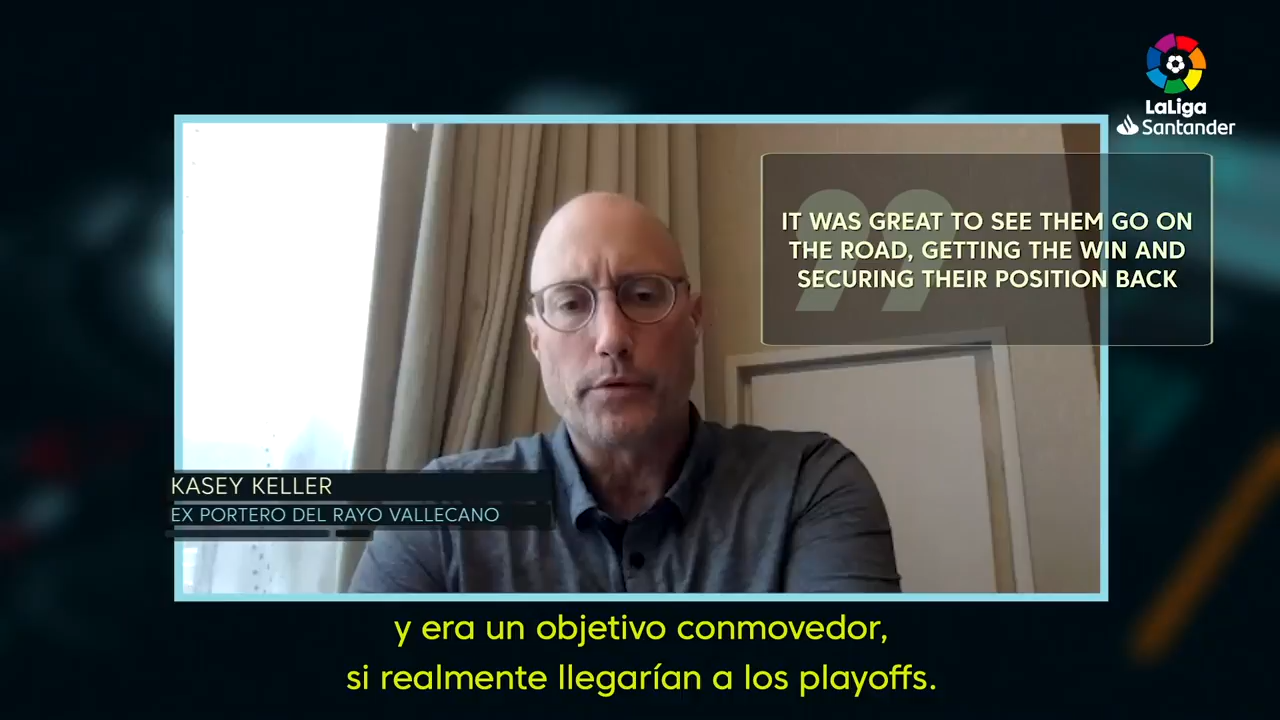 LaLiga
Santander
IT WAS GREAT TO SEE THEM GO ON
THE ROAD, GETTING THE WIN AND
SECURING THEIR POSITION BACK
KASEY KELLER
EX PORTERO DEL RAYO VALLECANO
y era un objetivo conmovedor,
si realmente llegarían a los playoffs.